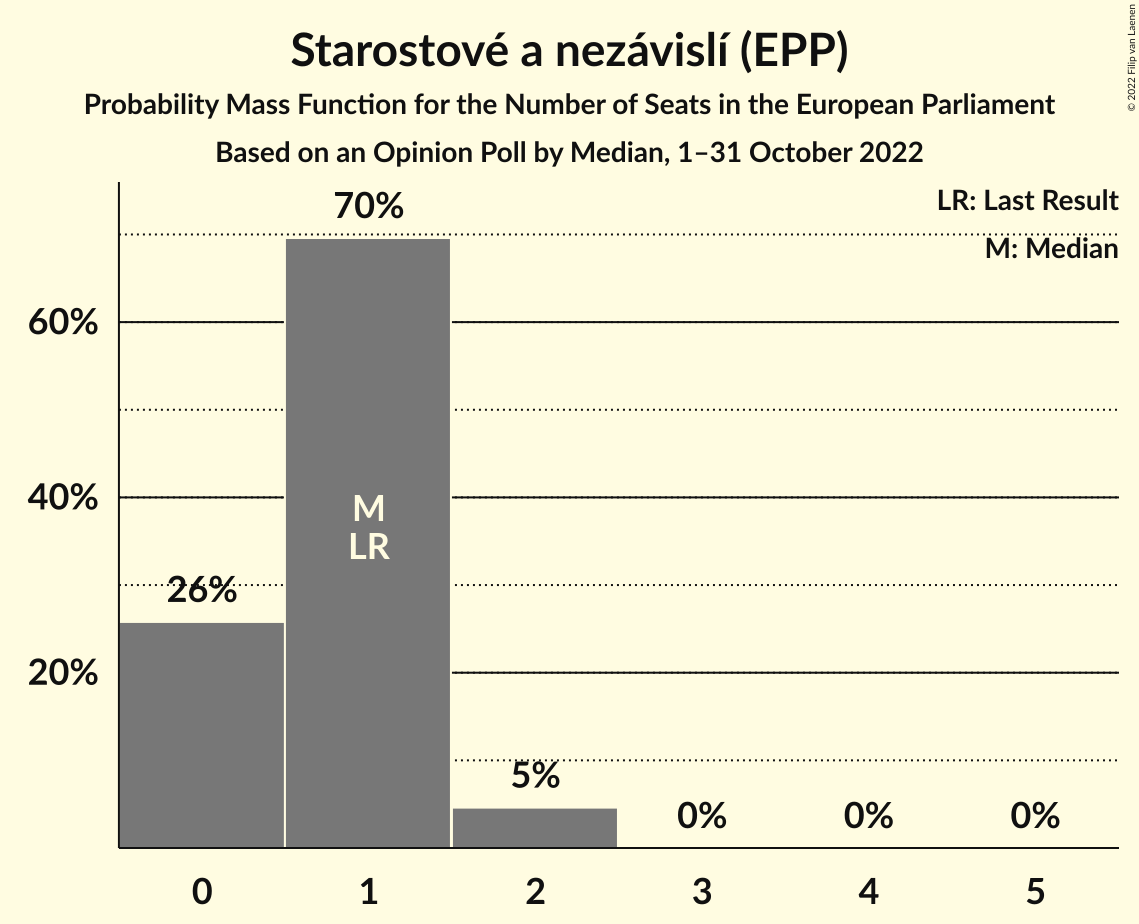 Starostové a nezávislí (EPP)
Probability Mass Function for the Number of Seats in the European Parliament
Based on an Opinion Poll by Median, 1–31 October 2022
© 2022 Filip van Laenen
LR: Last Result
M: Median
70%
60%
40%
M
LR
26%
20%
5%
0%
0%
0%
0
1
2
3
4
5